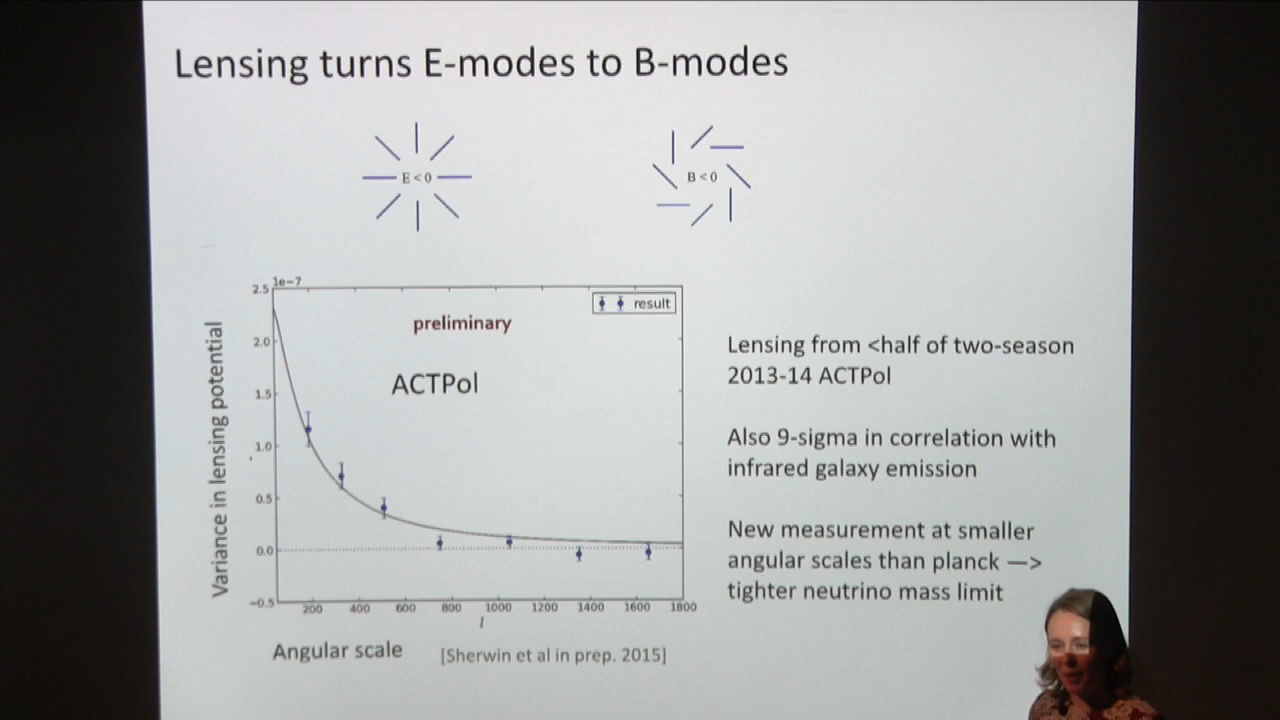 Lensing turns E-modes to B-modes
E < 0
B < 0
1e−7
2.5
2.0
1.5
1.0
0.5
0.0
−0.5
200 400 600 800 1000 1200 1400 1600 1800
l
result
preliminary
ACTPol
Variance in lensing potential
Angular scale
[Sherwin et al in prep. 2015]
Lensing from <half of two-season
2013-14 ACTPol
Also 9-sigma in correlation with
infrared galaxy emission
New measurement at smaller
angular scales than planck —>
tighter neutrino mass limit